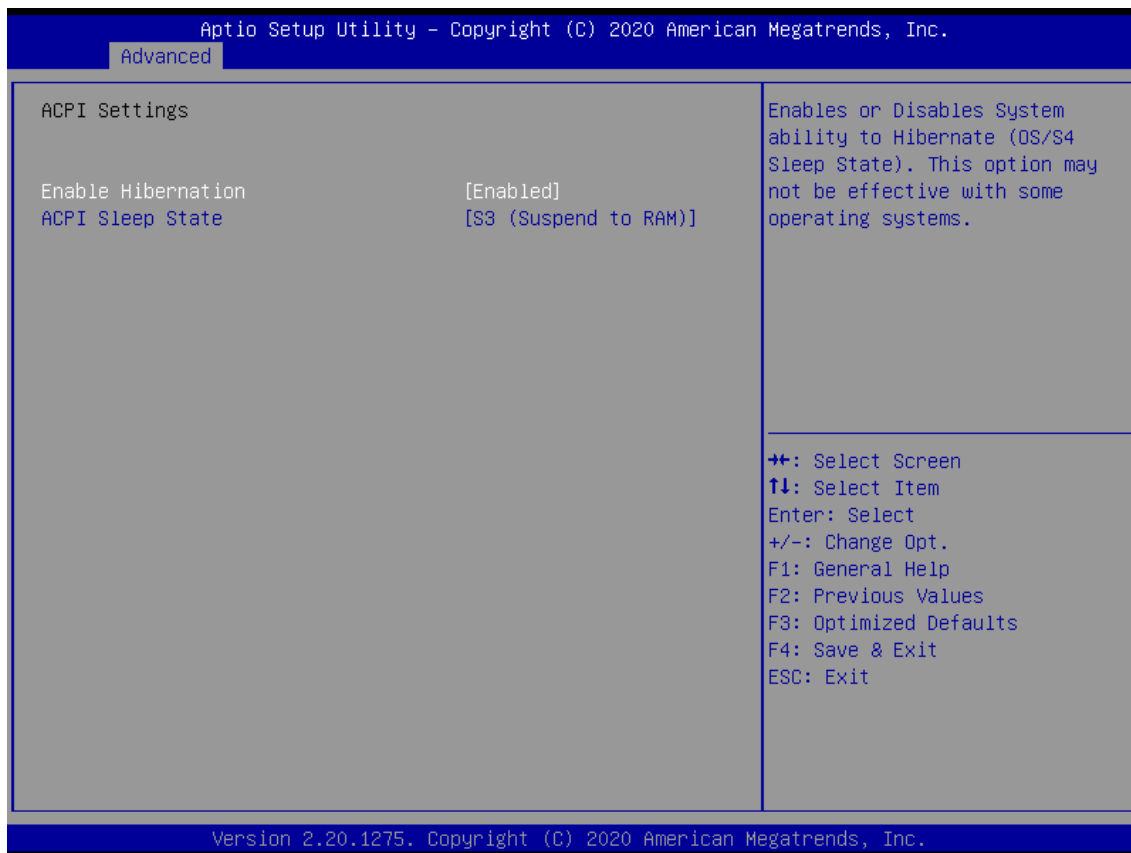 Aptio Setup Utility – Copyright (C) 2020 American Megatrends, Inc.
Advanced
ACPI Settings
Enable Hibernation [Enabled]
ACPI Sleep State [S3 (Suspend to RAM)]
Enables or Disables System
ability to Hibernate (OS/S4
Sleep State). This option may
not be effective with some
operating systems.
→←: Select Screen
↑↓: Select Item
Enter: Select
+/-: Change Opt.
F1: General Help
F2: Previous Values
F3: Optimized Defaults
F4: Save & Exit
ESC: Exit
Version 2.20.1275. Copyright (C) 2020 American Megatrends, Inc.